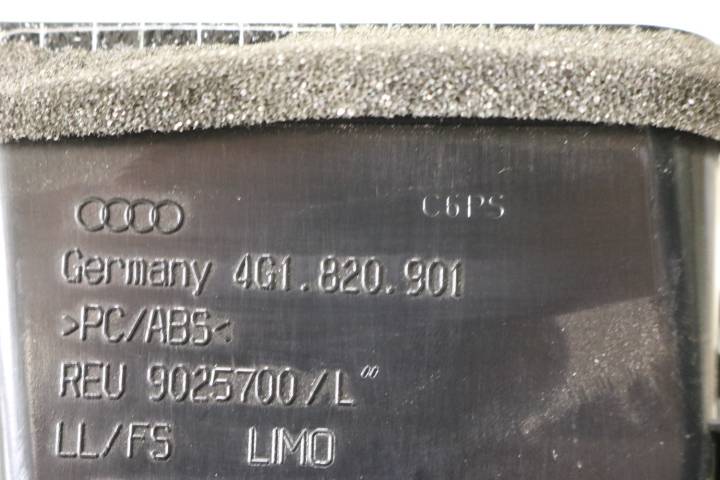 C6PS
Germany 4G1.820.901
>PC/ABS<
REU 9025700/L "
LL/FS LIMO